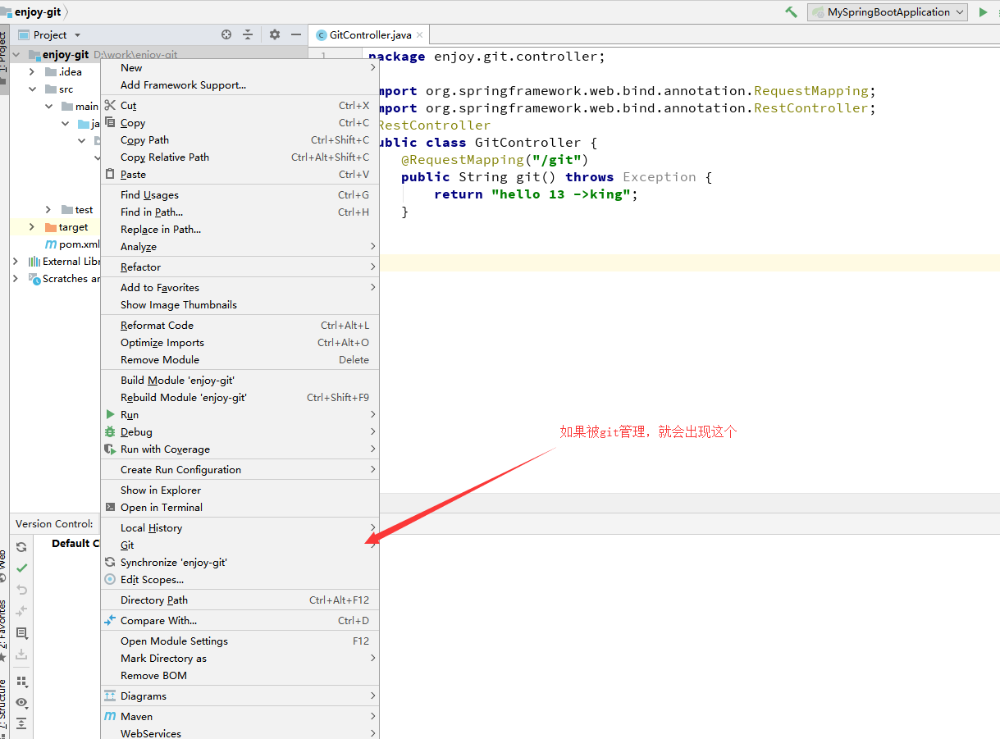 enjoy-git
MySpringBootApplication
Project
GitController.java
1: Project
enjoy-git D:\work\enjoy-git
.idea
src
main
ja
test
target
pom.xml
External Libr
Scratches an
1
package enjoy.git.controller;
mport org.springframework.web.bind.annotation.RequestMapping;
mport org.springframework.web.bind.annotation.RestController;
RestController
ublic class GitController {
@RequestMapping("/git")
public String git() throws Exception {
return "hello 13 ->king";
}
New
Add Framework Support...
Cut Ctrl+X
Copy Ctrl+C
Copy Path Ctrl+Shift+C
Copy Relative Path Ctrl+Alt+Shift+C
Paste Ctrl+V
Find Usages Ctrl+G
Find in Path... Ctrl+H
Replace in Path...
Analyze
Refactor
Add to Favorites
Show Image Thumbnails
Reformat Code Ctrl+Alt+L
Optimize Imports Ctrl+Alt+O
Remove Module Delete
Build Module 'enjoy-git'
Rebuild Module 'enjoy-git' Ctrl+Shift+F9
Run
Debug
Run with Coverage
Create Run Configuration
Show in Explorer
Open in Terminal
Local History
Git
Synchronize 'enjoy-git'
Edit Scopes...
Directory Path Ctrl+Alt+F12
Compare With... Ctrl+D
Open Module Settings F12
Mark Directory as
Remove BOM
Diagrams
Maven
WebServices
如果被git管理，就会出现这个
Version Control:
Default C
Web
2: Favorites
7: Structure